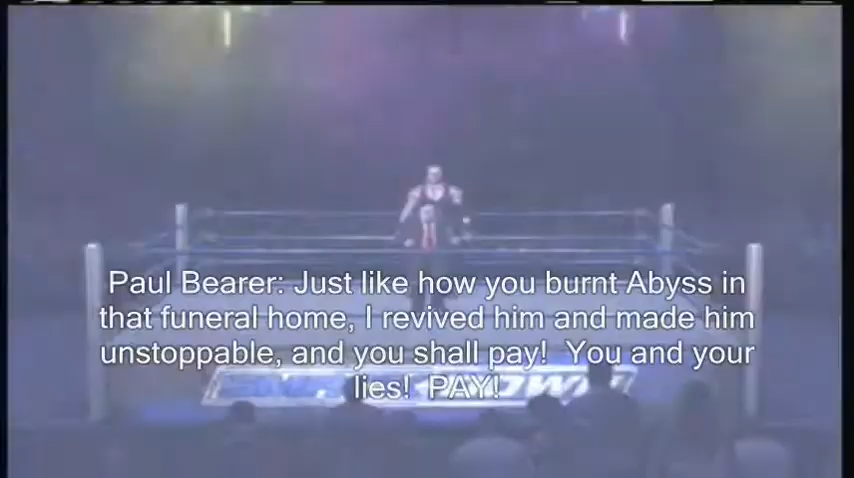 Paul Bearer: Just like how you burnt Abyss in
that funeral home, I revived him and made him
unstoppable, and you shall pay!  You and your
lies!  PAY!